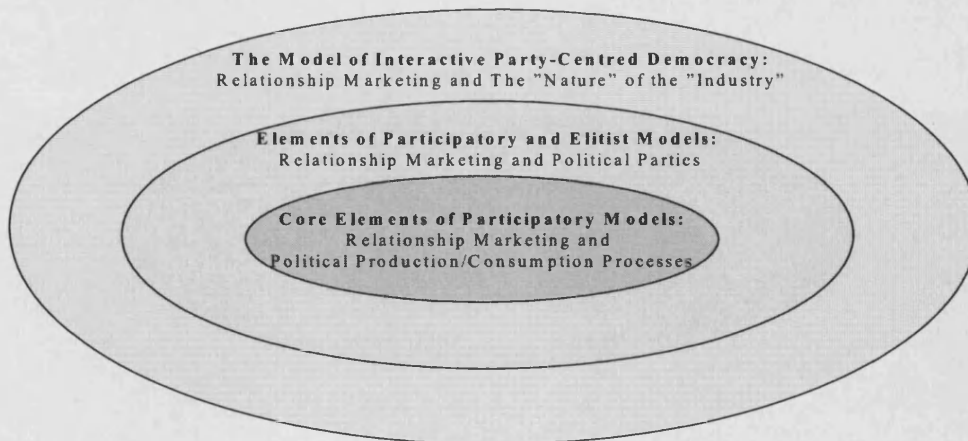 The Model of Interactive Party-Centred Democracy:
Relationship Marketing and The "Nature" of the "Industry"
Elements of Participatory and Elitist Models:
Relationship Marketing and Political Parties
Core Elements of Participatory Models:
Relationship Marketing and
Political Production/Consumption Processes